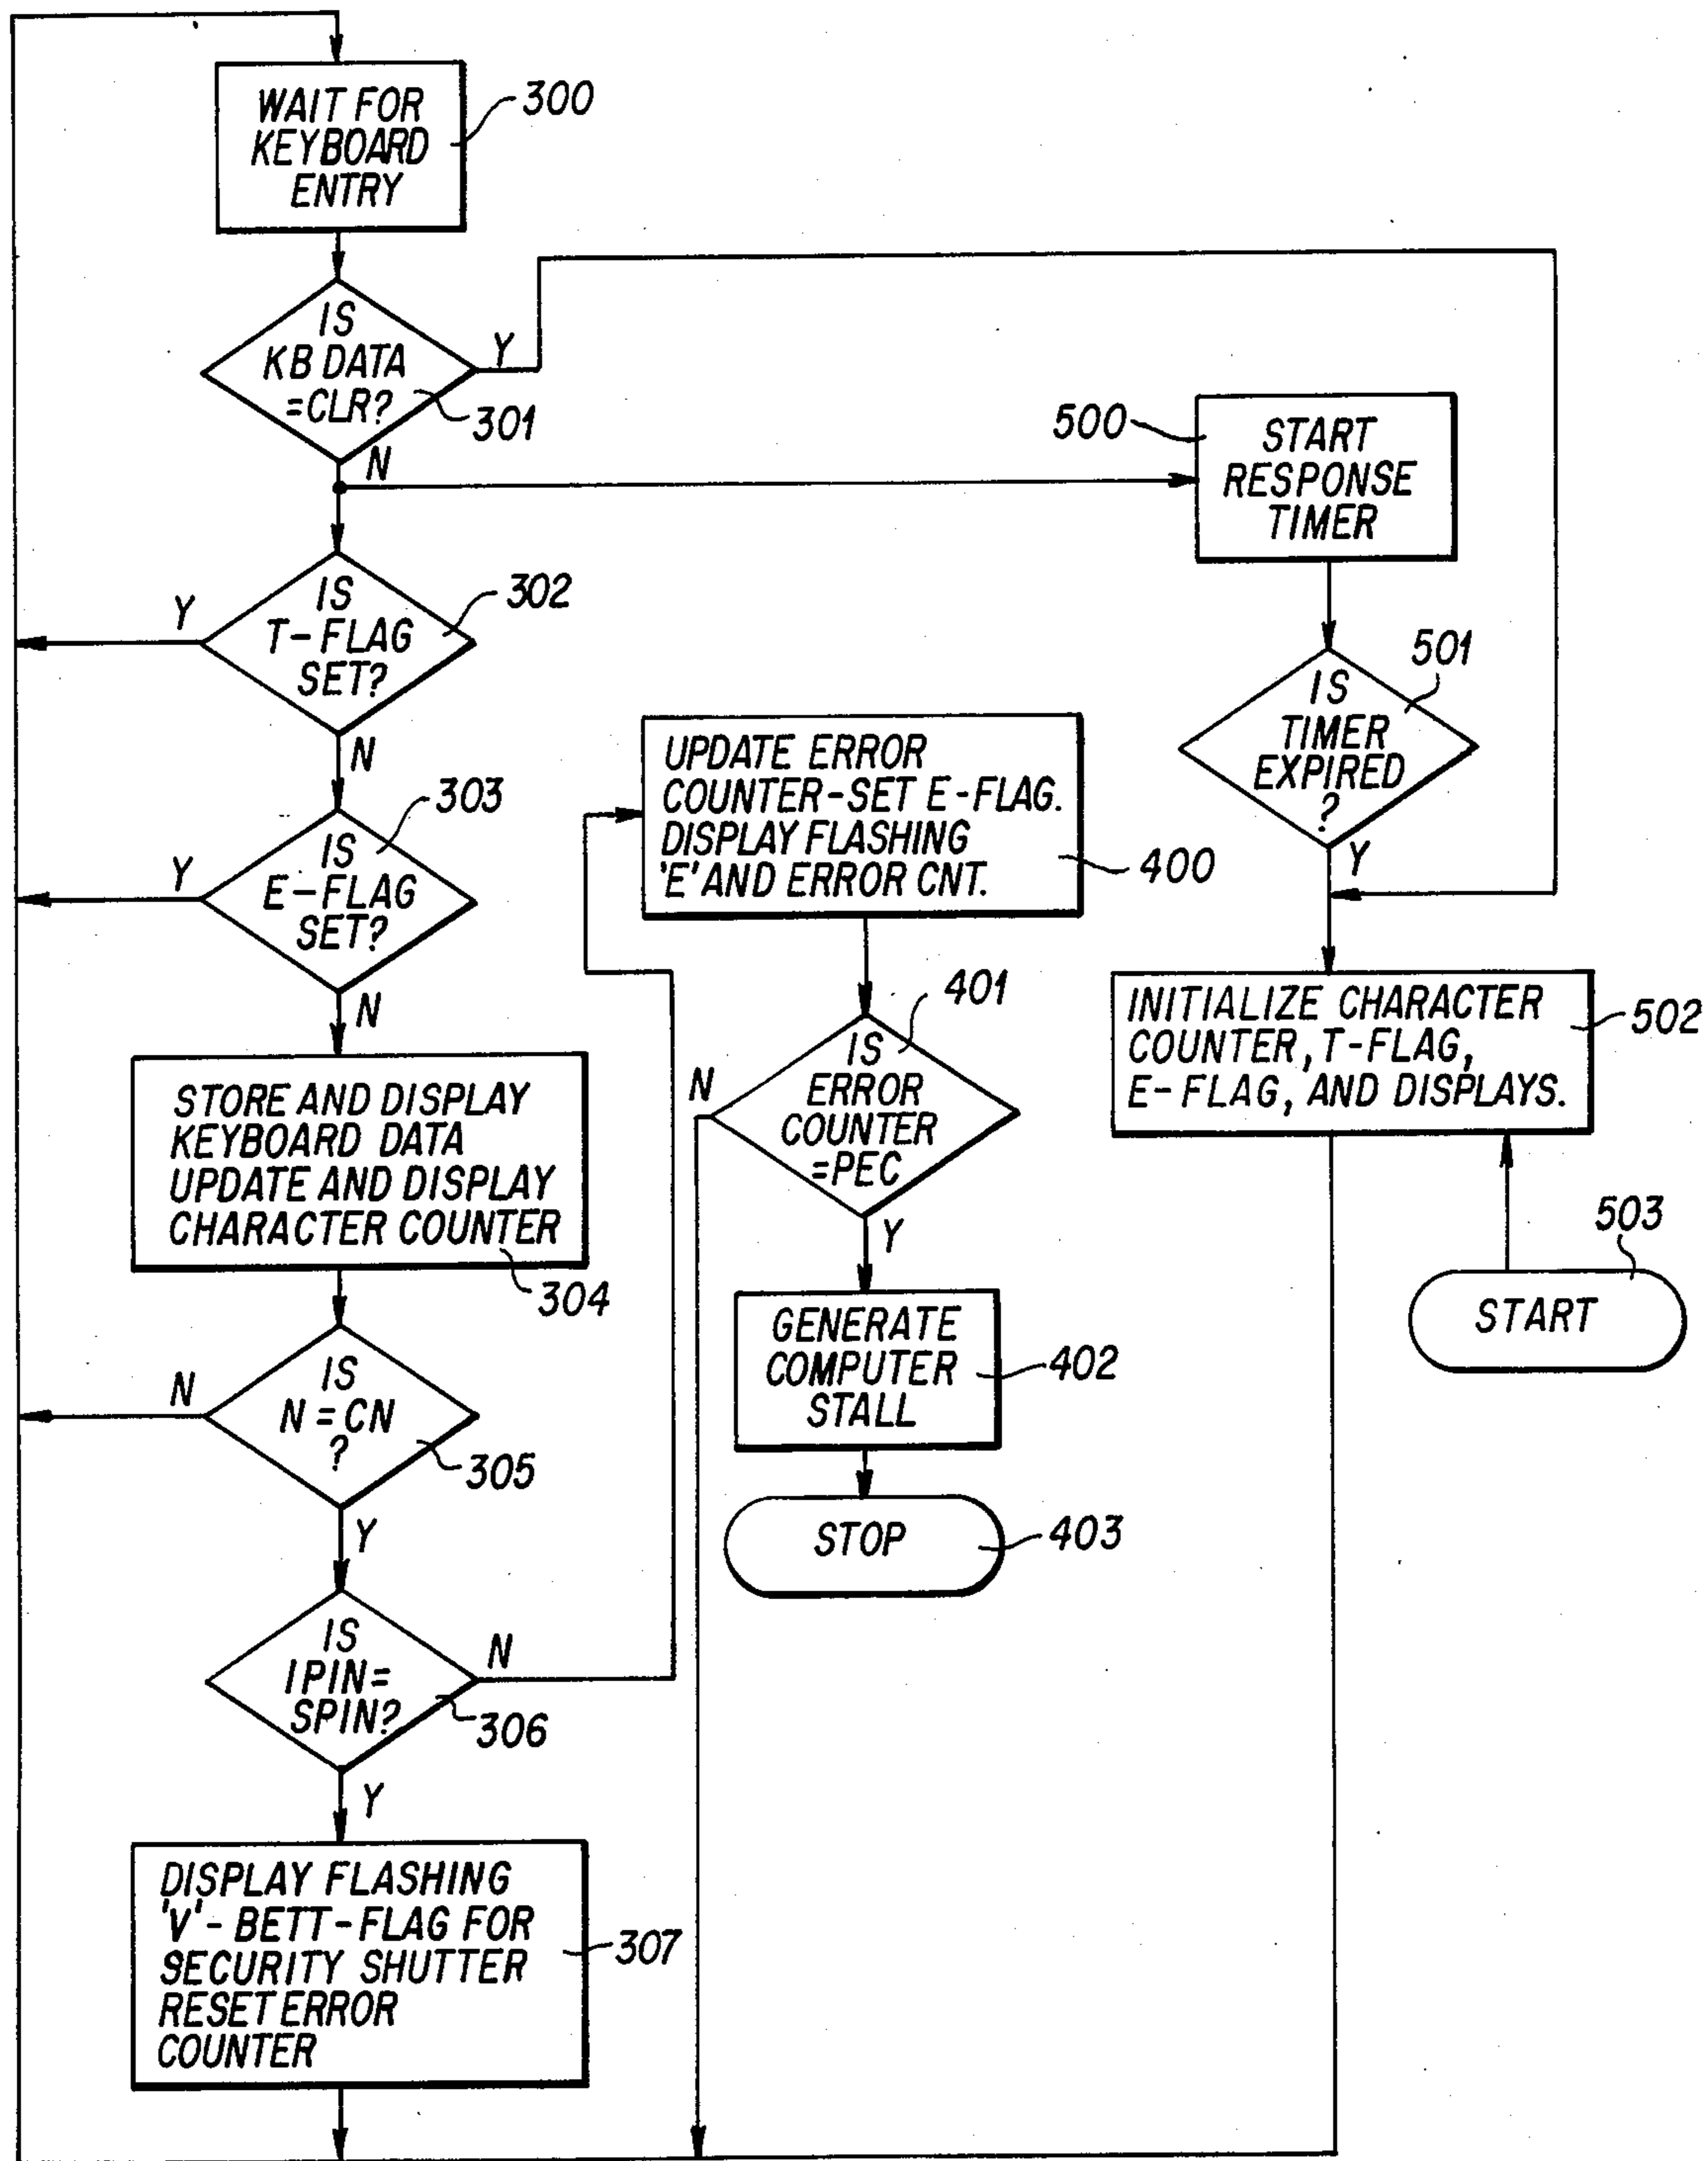 WAIT FOR
KEYBOARD
ENTRY
300
IS
KB DATA
=CLR?
301
Y
N
500
START
RESPONSE
TIMER
IS
T-FLAG
SET?
302
Y
N
501
IS
TIMER
EXPIRED
?
Y
IS
E-FLAG
SET?
303
Y
N
UPDATE ERROR
COUNTER-SET E-FLAG.
DISPLAY FLASHING
'E' AND ERROR CNT.
400
401
IS
ERROR
COUNTER
=PEC
N
Y
INITIALIZE CHARACTER
COUNTER, T-FLAG,
E-FLAG, AND DISPLAYS.
502
STORE AND DISPLAY
KEYBOARD DATA
UPDATE AND DISPLAY
CHARACTER COUNTER
304
503
START
GENERATE
COMPUTER
STALL
402
STOP
403
IS
N=CN
?
305
N
Y
IS
IPIN=
SPIN?
306
N
Y
DISPLAY FLASHING
'V'-BETT-FLAG FOR
SECURITY SHUTTER
RESET ERROR
COUNTER
307